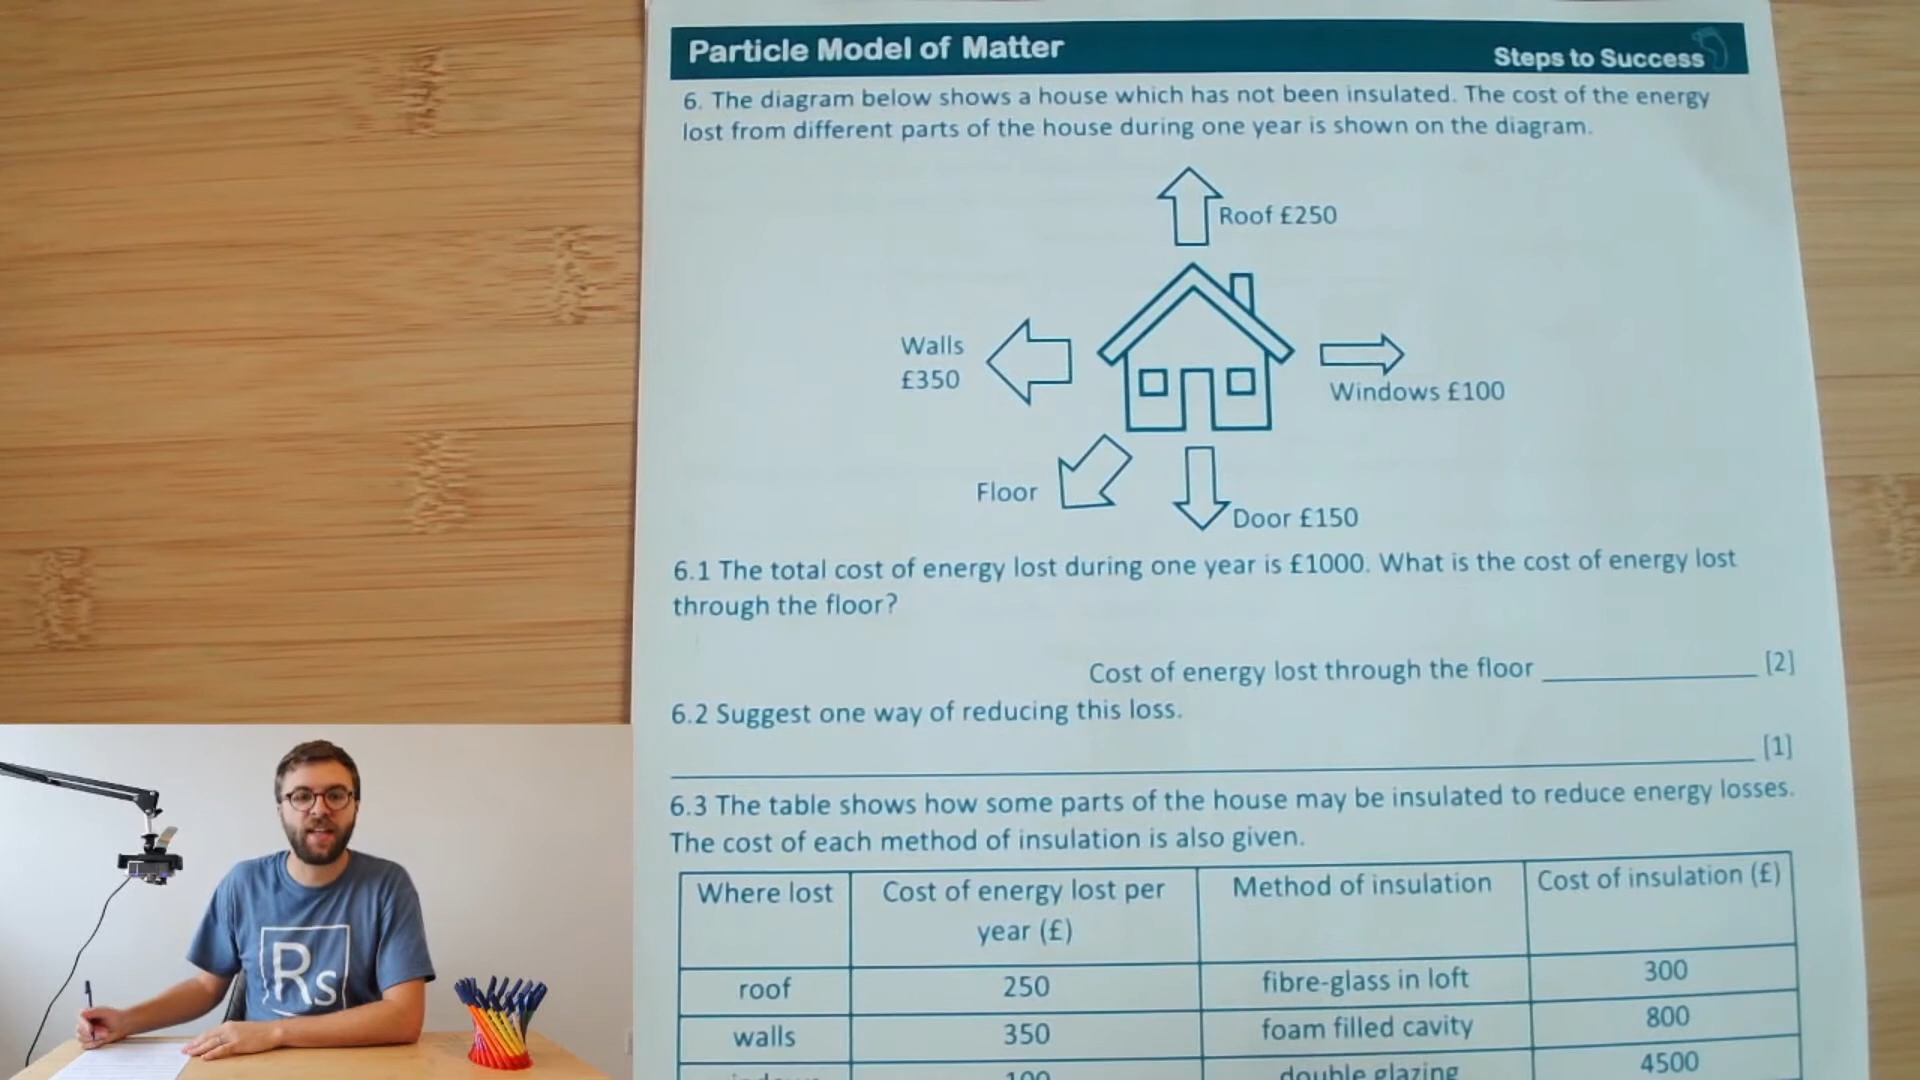 Particle Model of Matter
Steps to Success
6. The diagram below shows a house which has not been insulated. The cost of the energy
lost from different parts of the house during one year is shown on the diagram.
Roof £250
Walls
£350
Windows £100
Floor
Door £150
6.1 The total cost of energy lost during one year is £1000. What is the cost of energy lost
through the floor?
Cost of energy lost through the floor ____________ [2]
6.2 Suggest one way of reducing this loss.
[1]
6.3 The table shows how some parts of the house may be insulated to reduce energy losses.
The cost of each method of insulation is also given.
Where lost Cost of energy lost per year (£) Method of insulation Cost of insulation (£)
roof 250 fibre-glass in loft 300
walls 350 foam filled cavity 800
100 double glazing 4500
Rs